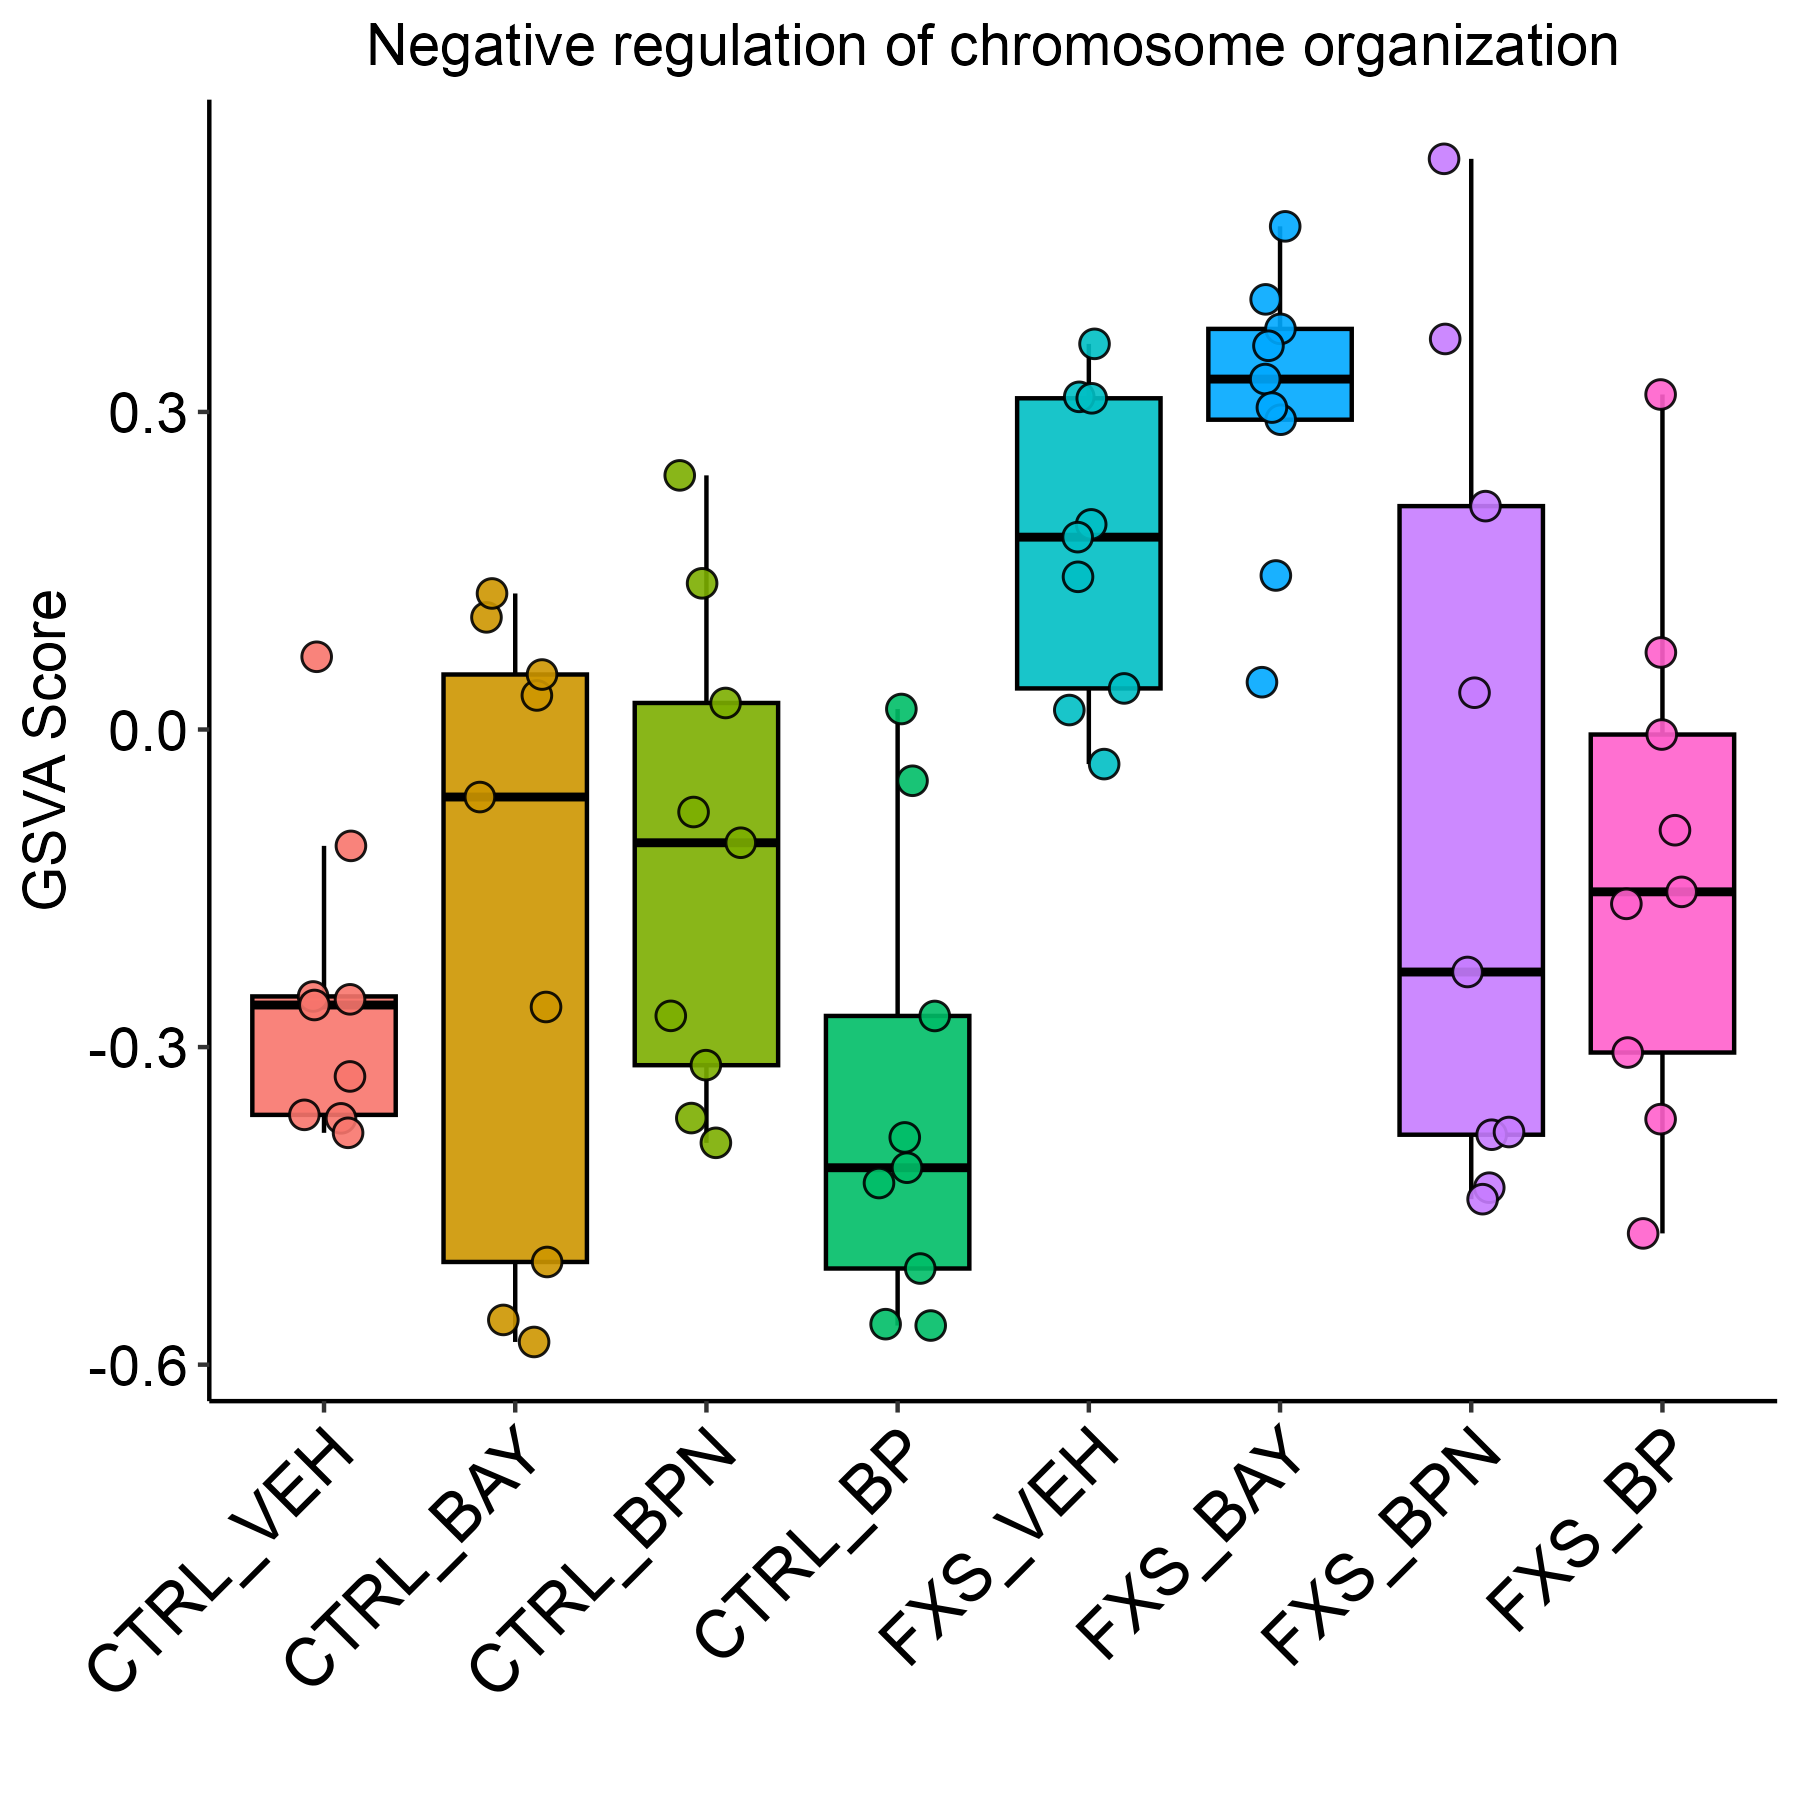 Negative regulation of chromosome organization
GSVA Score
0.3
0.0
-0.3
-0.6
CTRL_VEH
CTRL_BAY
CTRL_BPN
CTRL_BP
FXS_VEH
FXS_BAY
FXS_BPN
FXS_BP